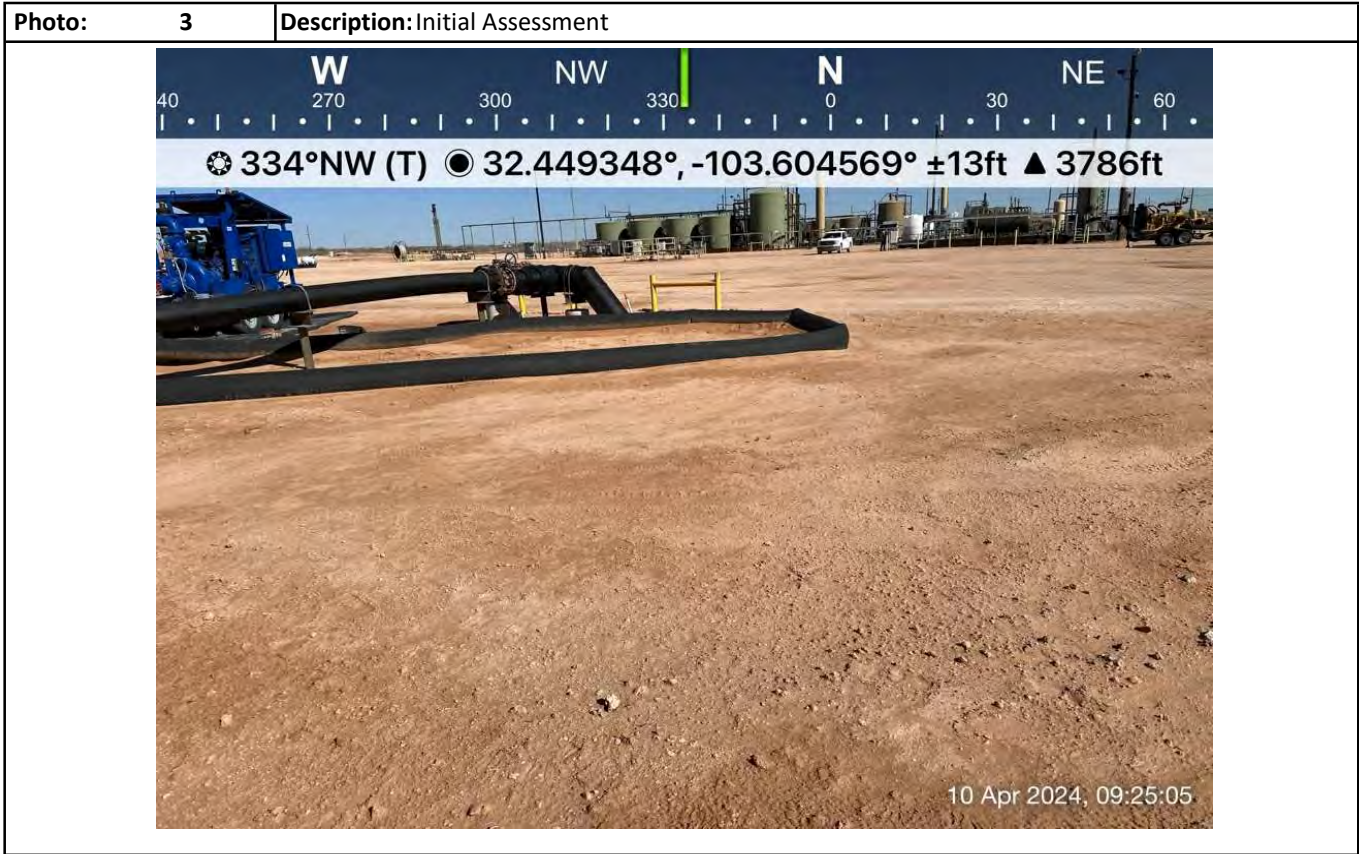 Photo: 3 Description: Initial Assessment
W NW N NE
40 270 300 330 0 30 60
334°NW (T) 32.449348°, -103.604569° ±13ft ▲ 3786ft
10 Apr 2024, 09:25:05